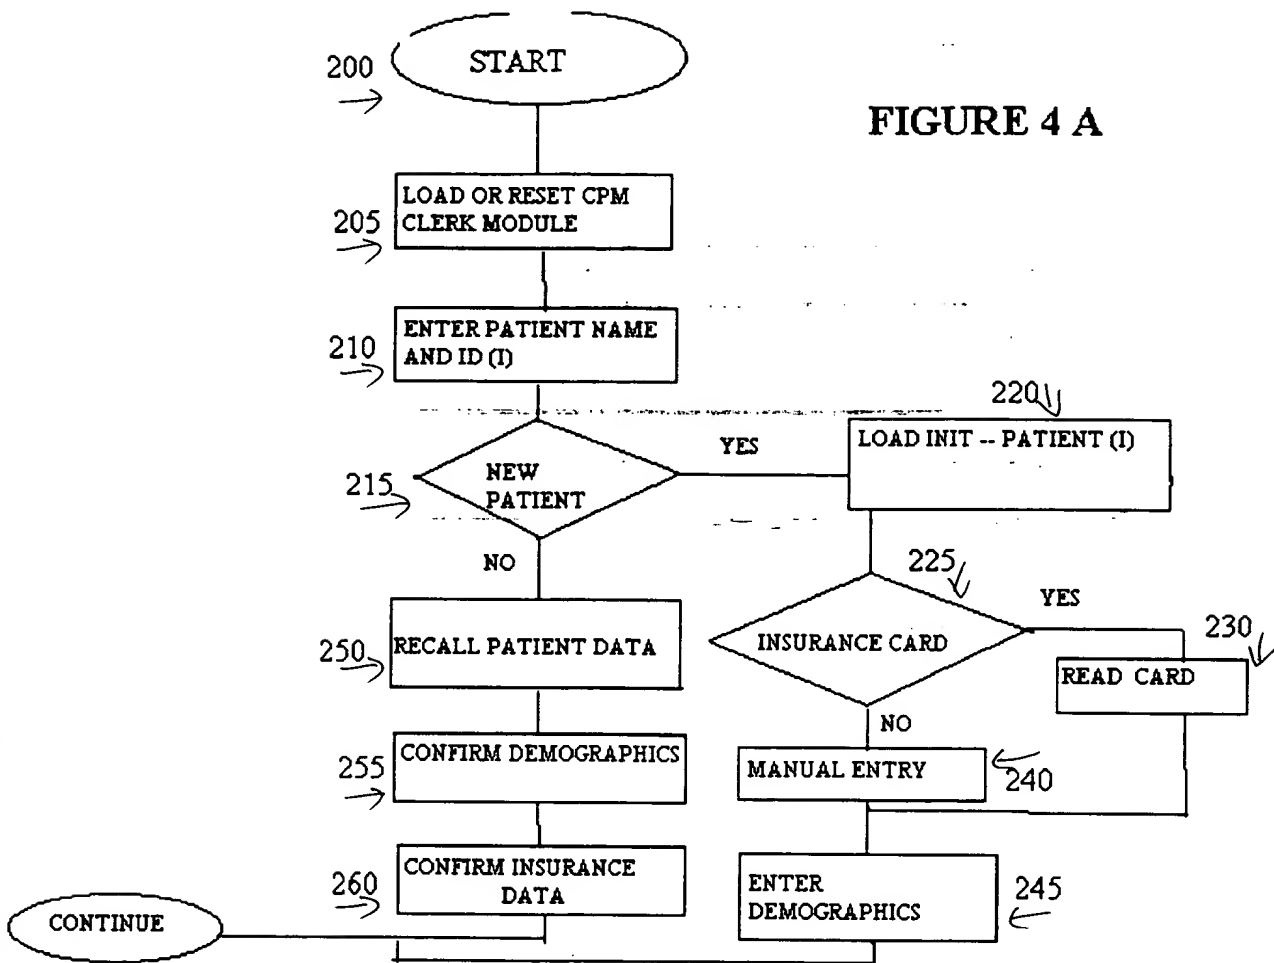 START
200
FIGURE 4 A
LOAD OR RESET CPM
CLERK MODULE
205
ENTER PATIENT NAME
AND ID (I)
210
220
LOAD INIT -- PATIENT (I)
YES
NEW
PATIENT
215
NO
225
YES
INSURANCE CARD
230
READ CARD
RECALL PATIENT DATA
250
NO
CONFIRM DEMOGRAPHICS
255
MANUAL ENTRY
240
CONFIRM INSURANCE
DATA
260
ENTER
DEMOGRAPHICS
245
CONTINUE